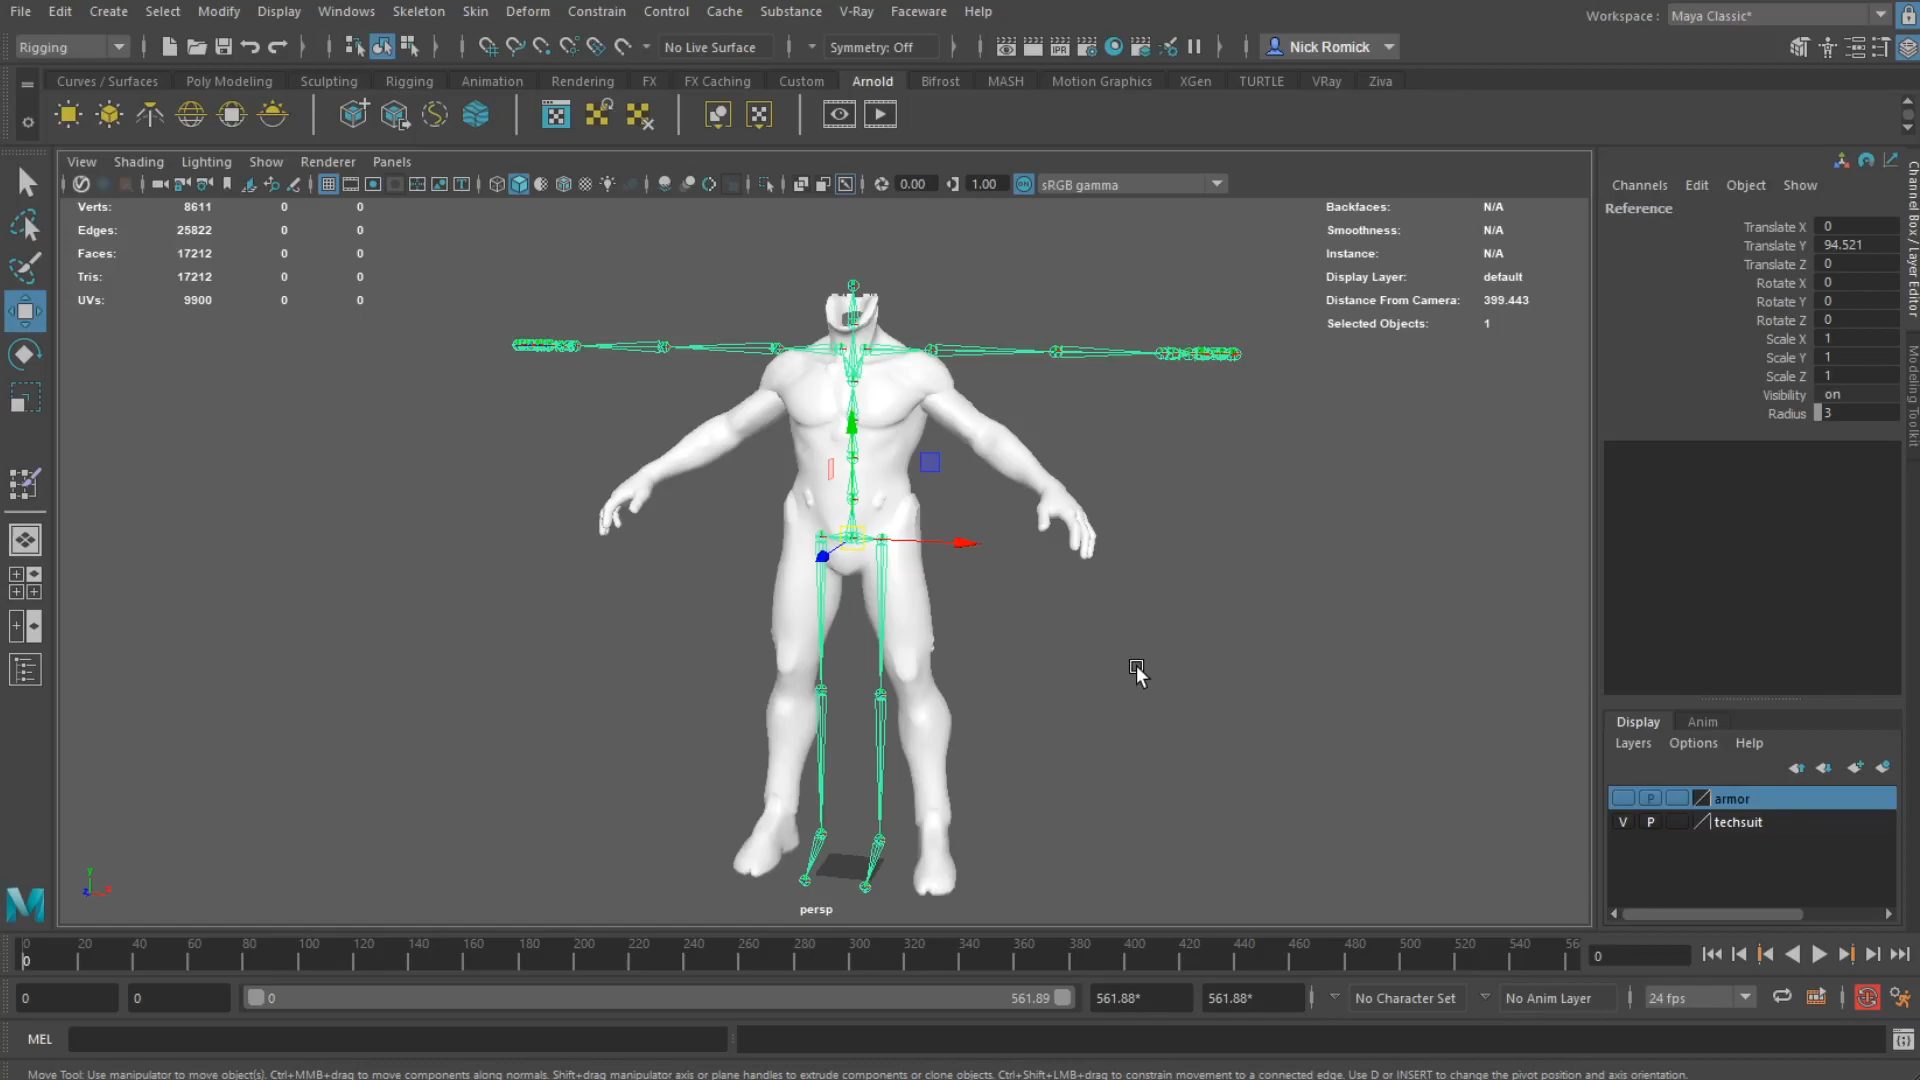 File Edit Create Select Modify Display Windows Skeleton Skin Deform Constrain Control Cache Substance V-Ray Faceware Help
Workspace : Maya Classic*
Rigging No Live Surface Symmetry: Off IPR Nick Romick
Curves / Surfaces Poly Modeling Sculpting Rigging Animation Rendering FX FX Caching Custom Arnold Bifrost MASH Motion Graphics XGen TURTLE VRay Ziva
View Shading Lighting Show Renderer Panels
0.00 1.00 sRGB gamma
Verts: 8611 0 0
Edges: 25822 0 0
Faces: 17212 0 0
Tris: 17212 0 0
UVs: 9900 0 0
Backfaces: N/A
Smoothness: N/A
Instance: N/A
Display Layer: default
Distance From Camera: 399.443
Selected Objects: 1
persp
Channels Edit Object Show
Reference
Translate X 0
Translate Y 94.521
Translate Z 0
Rotate X 0
Rotate Y 0
Rotate Z 0
Scale X 1
Scale Y 1
Scale Z 1
Visibility on
Radius 3
Channel Box / Layer Editor
Modeling Toolkit
Display Anim
Layers Options Help
P armor
V P techsuit
0 20 40 60 80 100 120 140 160 180 200 220 240 260 280 300 320 340 360 380 400 420 440 460 480 500 520 540 56
0 0
0 0 0 561.89 561.88* 561.88* No Character Set No Anim Layer 24 fps
MEL
Move Tool: Use manipulator to move object(s). Ctrl+MMB+drag to move components along normals. Shift+drag manipulator axis or plane handles to extrude components or clone objects. Ctrl+Shift+LMB+drag to constrain movement to a connected edge. Use D or INSERT to change the pivot position and axis orientation.